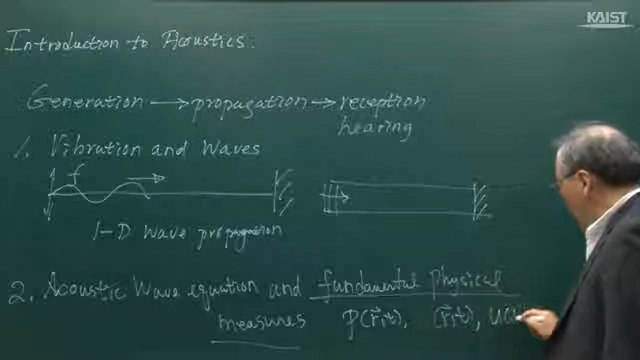 KAIST
Introduction to Acoustics:
Generation → propagation → reception
hearing
1. Vibration and Waves
f
1-D wave propagation
2. Acoustic Wave equation and fundamental physical
measures P(r⃗,t), (r⃗,t), U(